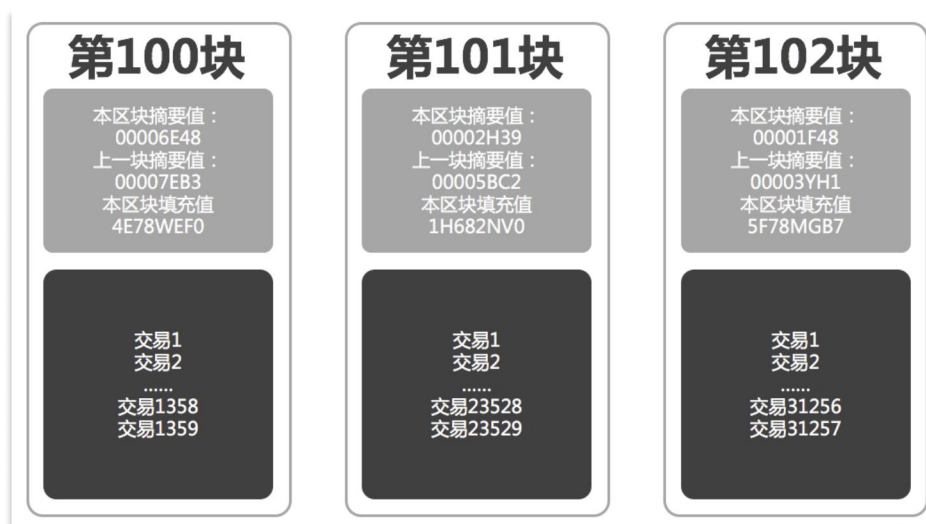 第100块
本区块摘要值：
00006E48
上一块摘要值：
00007EB3
本区块填充值
4E78WEF0
交易1
交易2
......
交易1358
交易1359
第101块
本区块摘要值：
00002H39
上一块摘要值：
00005BC2
本区块填充值
1H682NV0
交易1
交易2
......
交易23528
交易23529
第102块
本区块摘要值：
00001F48
上一块摘要值：
00003YH1
本区块填充值
5F78MGB7
交易1
交易2
......
交易31256
交易31257